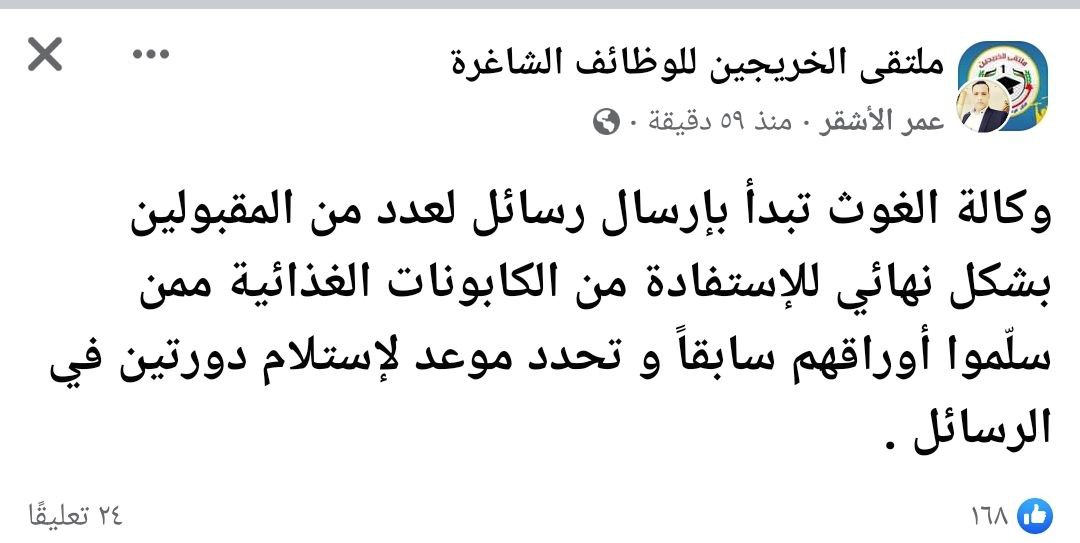 ملتقى الخريجين للوظائف الشاغرة
عمر الأشقر · منذ ٥٩ دقيقة ·
وكالة الغوث تبدأ بإرسال رسائل لعدد من المقبولين
بشكل نهائي للإستفادة من الكابونات الغذائية ممن
سلّموا أوراقهم سابقاً و تحدد موعد لإستلام دورتين في
الرسائل .
١٦٨
٢٤ تعليقًا